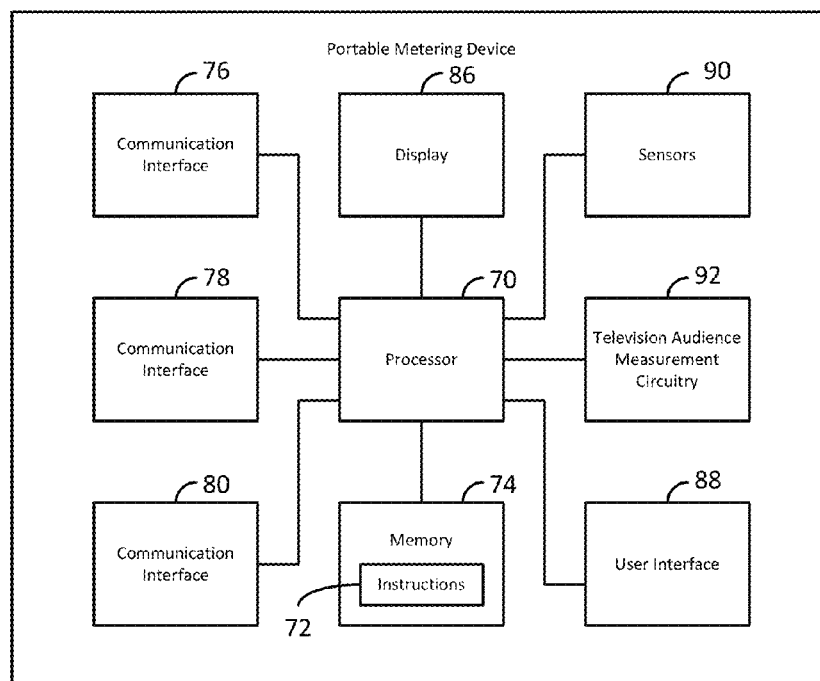 Portable Metering Device
76
86
90
Communication
Interface
Display
Sensors
78
70
92
Communication
Interface
Processor
Television Audience
Measurement
Circuitry
80
74
88
Communication
Interface
Memory
Instructions
72
User Interface